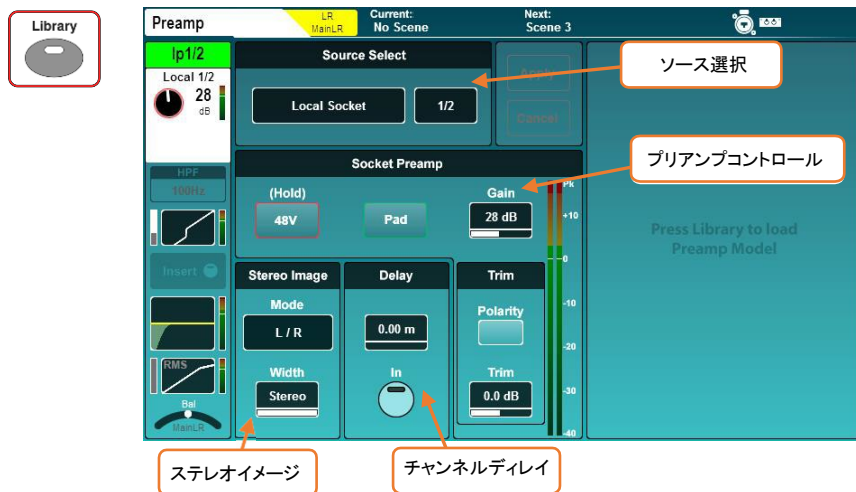 Library
Preamp
LR
MainLR
Current:
No Scene
Next:
Scene 3
Ip1/2
Local 1/2
28
dB
HPF
100Hz
Insert
RMS
Bal
MainLR
Source Select
Local Socket
1/2
Apply
Cancel
ソース選択
Socket Preamp
(Hold)
48V
Pad
Gain
28 dB
プリアンプコントロール
Pk
+10
0
-10
-20
-30
-40
Stereo Image
Mode
L / R
Width
Stereo
Delay
0.00 m
In
Trim
Polarity
Trim
0.0 dB
Press Library to load
Preamp Model
ステレオイメージ
チャンネルディレイ